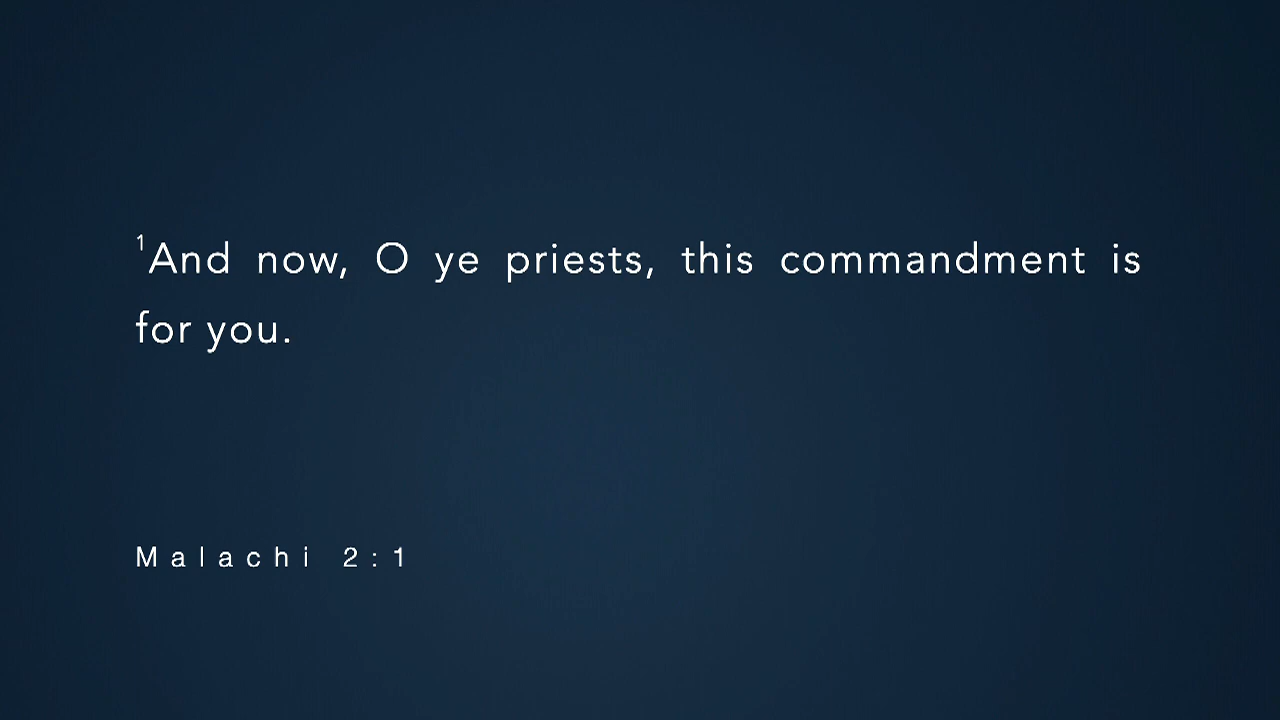 ¹And now, O ye priests, this commandment is
for you.
Malachi 2:1